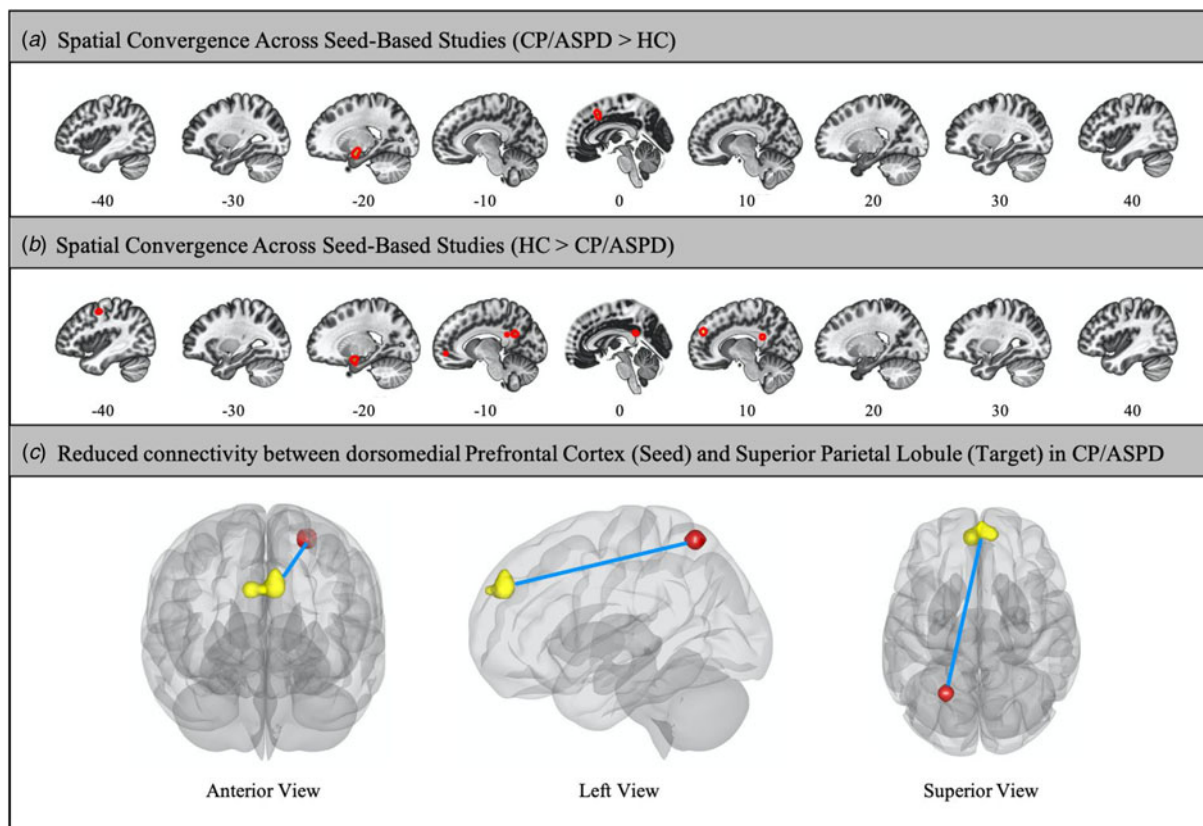 (a) Spatial Convergence Across Seed-Based Studies (CP/ASPD > HC)
-40 -30 -20 -10 0 10 20 30 40
(b) Spatial Convergence Across Seed-Based Studies (HC > CP/ASPD)
-40 -30 -20 -10 0 10 20 30 40
(c) Reduced connectivity between dorsomedial Prefrontal Cortex (Seed) and Superior Parietal Lobule (Target) in CP/ASPD
Anterior View Left View Superior View